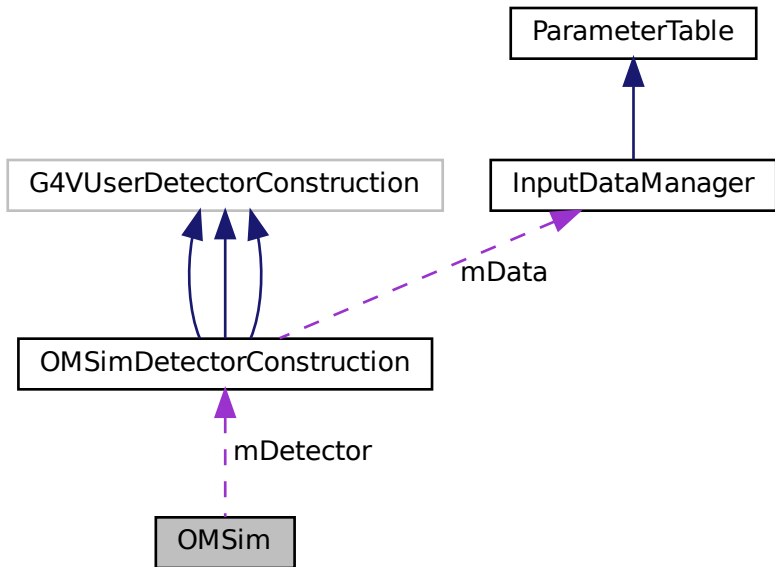 ParameterTable
G4VUserDetectorConstruction
InputDataManager
mData
OMSimDetectorConstruction
mDetector
OMSim